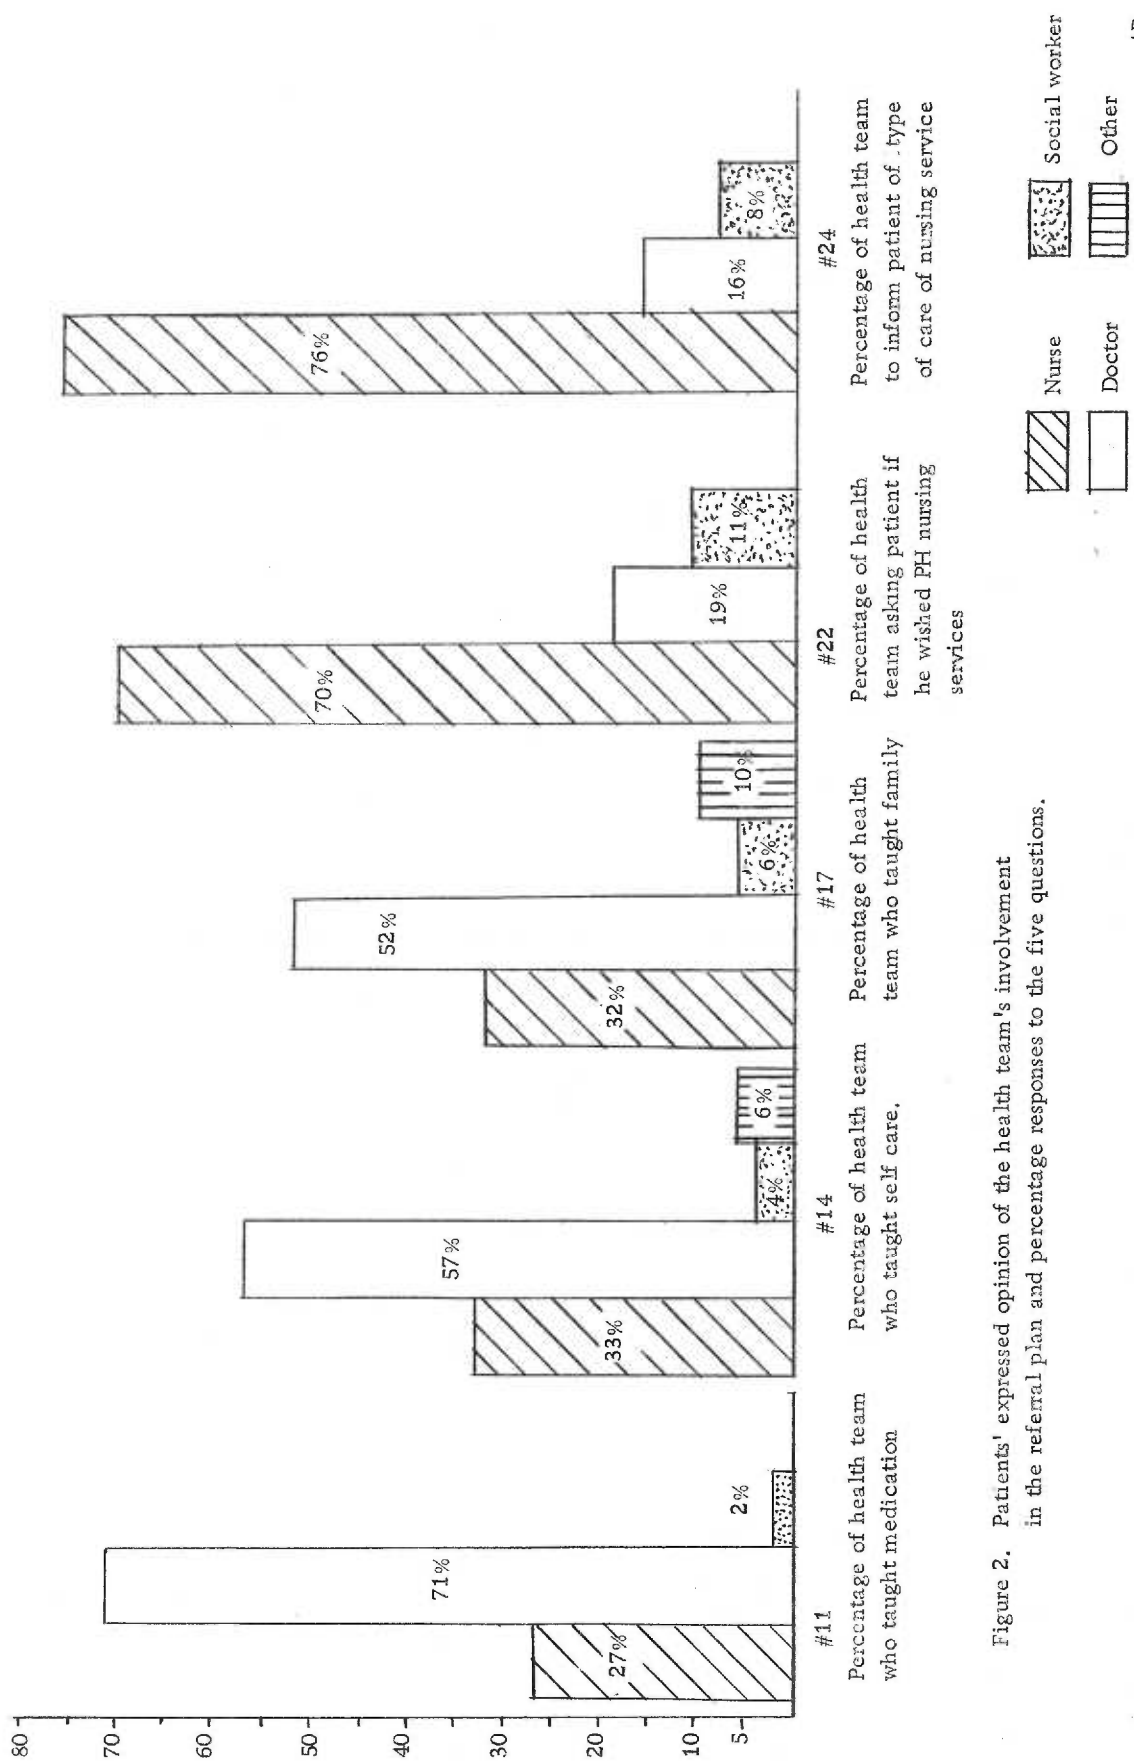 80
70
60
50
40
30
20
10
5
27%
71%
2%
33%
57%
4%
6%
32%
52%
6%
10%
70%
19%
11%
76%
16%
8%
#11
Percentage of health team
who taught medication
#14
Percentage of health team
who taught self care.
#17
Percentage of health
team who taught family
#22
Percentage of health
team asking patient if
he wished PH nursing
services
#24
Percentage of health team
to inform patient of type
of care of nursing service
Figure 2. Patients' expressed opinion of the health team's involvement
in the referral plan and percentage responses to the five questions.
Nurse
Doctor
Social worker
Other